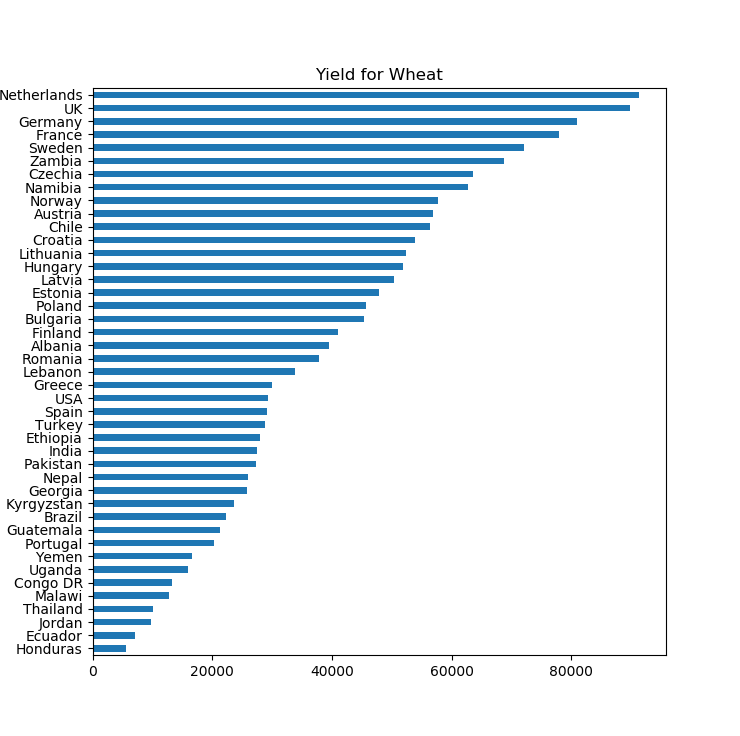 Yield for Wheat
Netherlands
UK
Germany
France
Sweden
Zambia
Czechia
Namibia
Norway
Austria
Chile
Croatia
Lithuania
Hungary
Latvia
Estonia
Poland
Bulgaria
Finland
Albania
Romania
Lebanon
Greece
USA
Spain
Turkey
Ethiopia
India
Pakistan
Nepal
Georgia
Kyrgyzstan
Brazil
Guatemala
Portugal
Yemen
Uganda
Congo DR
Malawi
Thailand
Jordan
Ecuador
Honduras
0 20000 40000 60000 80000